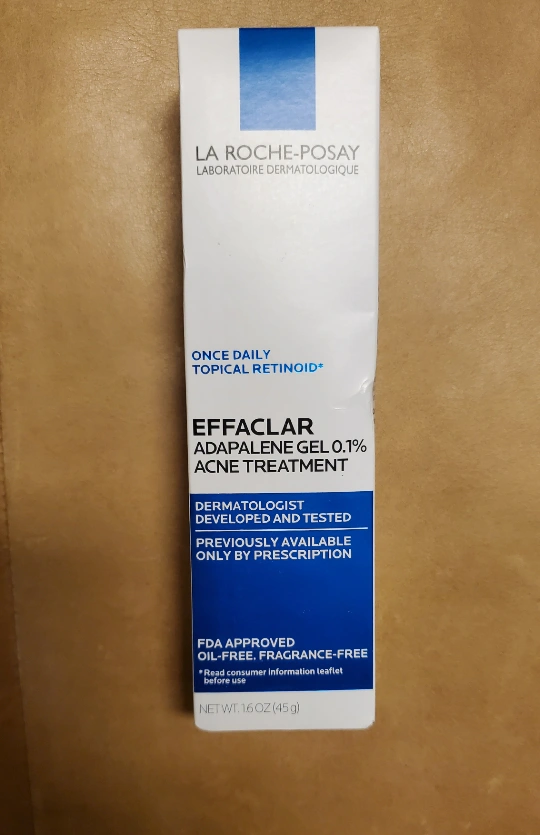 LA ROCHE-POSAY
LABORATOIRE DERMATOLOGIQUE
ONCE DAILY
TOPICAL RETINOID*
EFFACLAR
ADAPALENE GEL 0.1%
ACNE TREATMENT
DERMATOLOGIST
DEVELOPED AND TESTED
PREVIOUSLY AVAILABLE
ONLY BY PRESCRIPTION
FDA APPROVED
OIL-FREE. FRAGRANCE-FREE
*Read consumer information leaflet
before use
NET WT. 1.6 OZ (45 g)